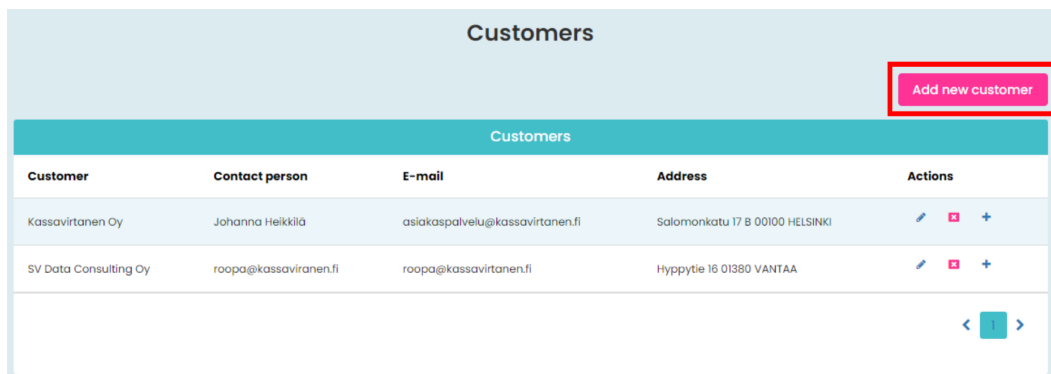 Customers
Add new customer
Customers
Customer Contact person E-mail Address Actions
Kassavirtanen Oy Johanna Heikkilä asiakaspalvelu@kassavirtanen.fi Salomonkatu 17 B 00100 HELSINKI
SV Data Consulting Oy roopa@kassaviranen.fi roopa@kassavirtanen.fi Hyppytie 16 01380 VANTAA
1